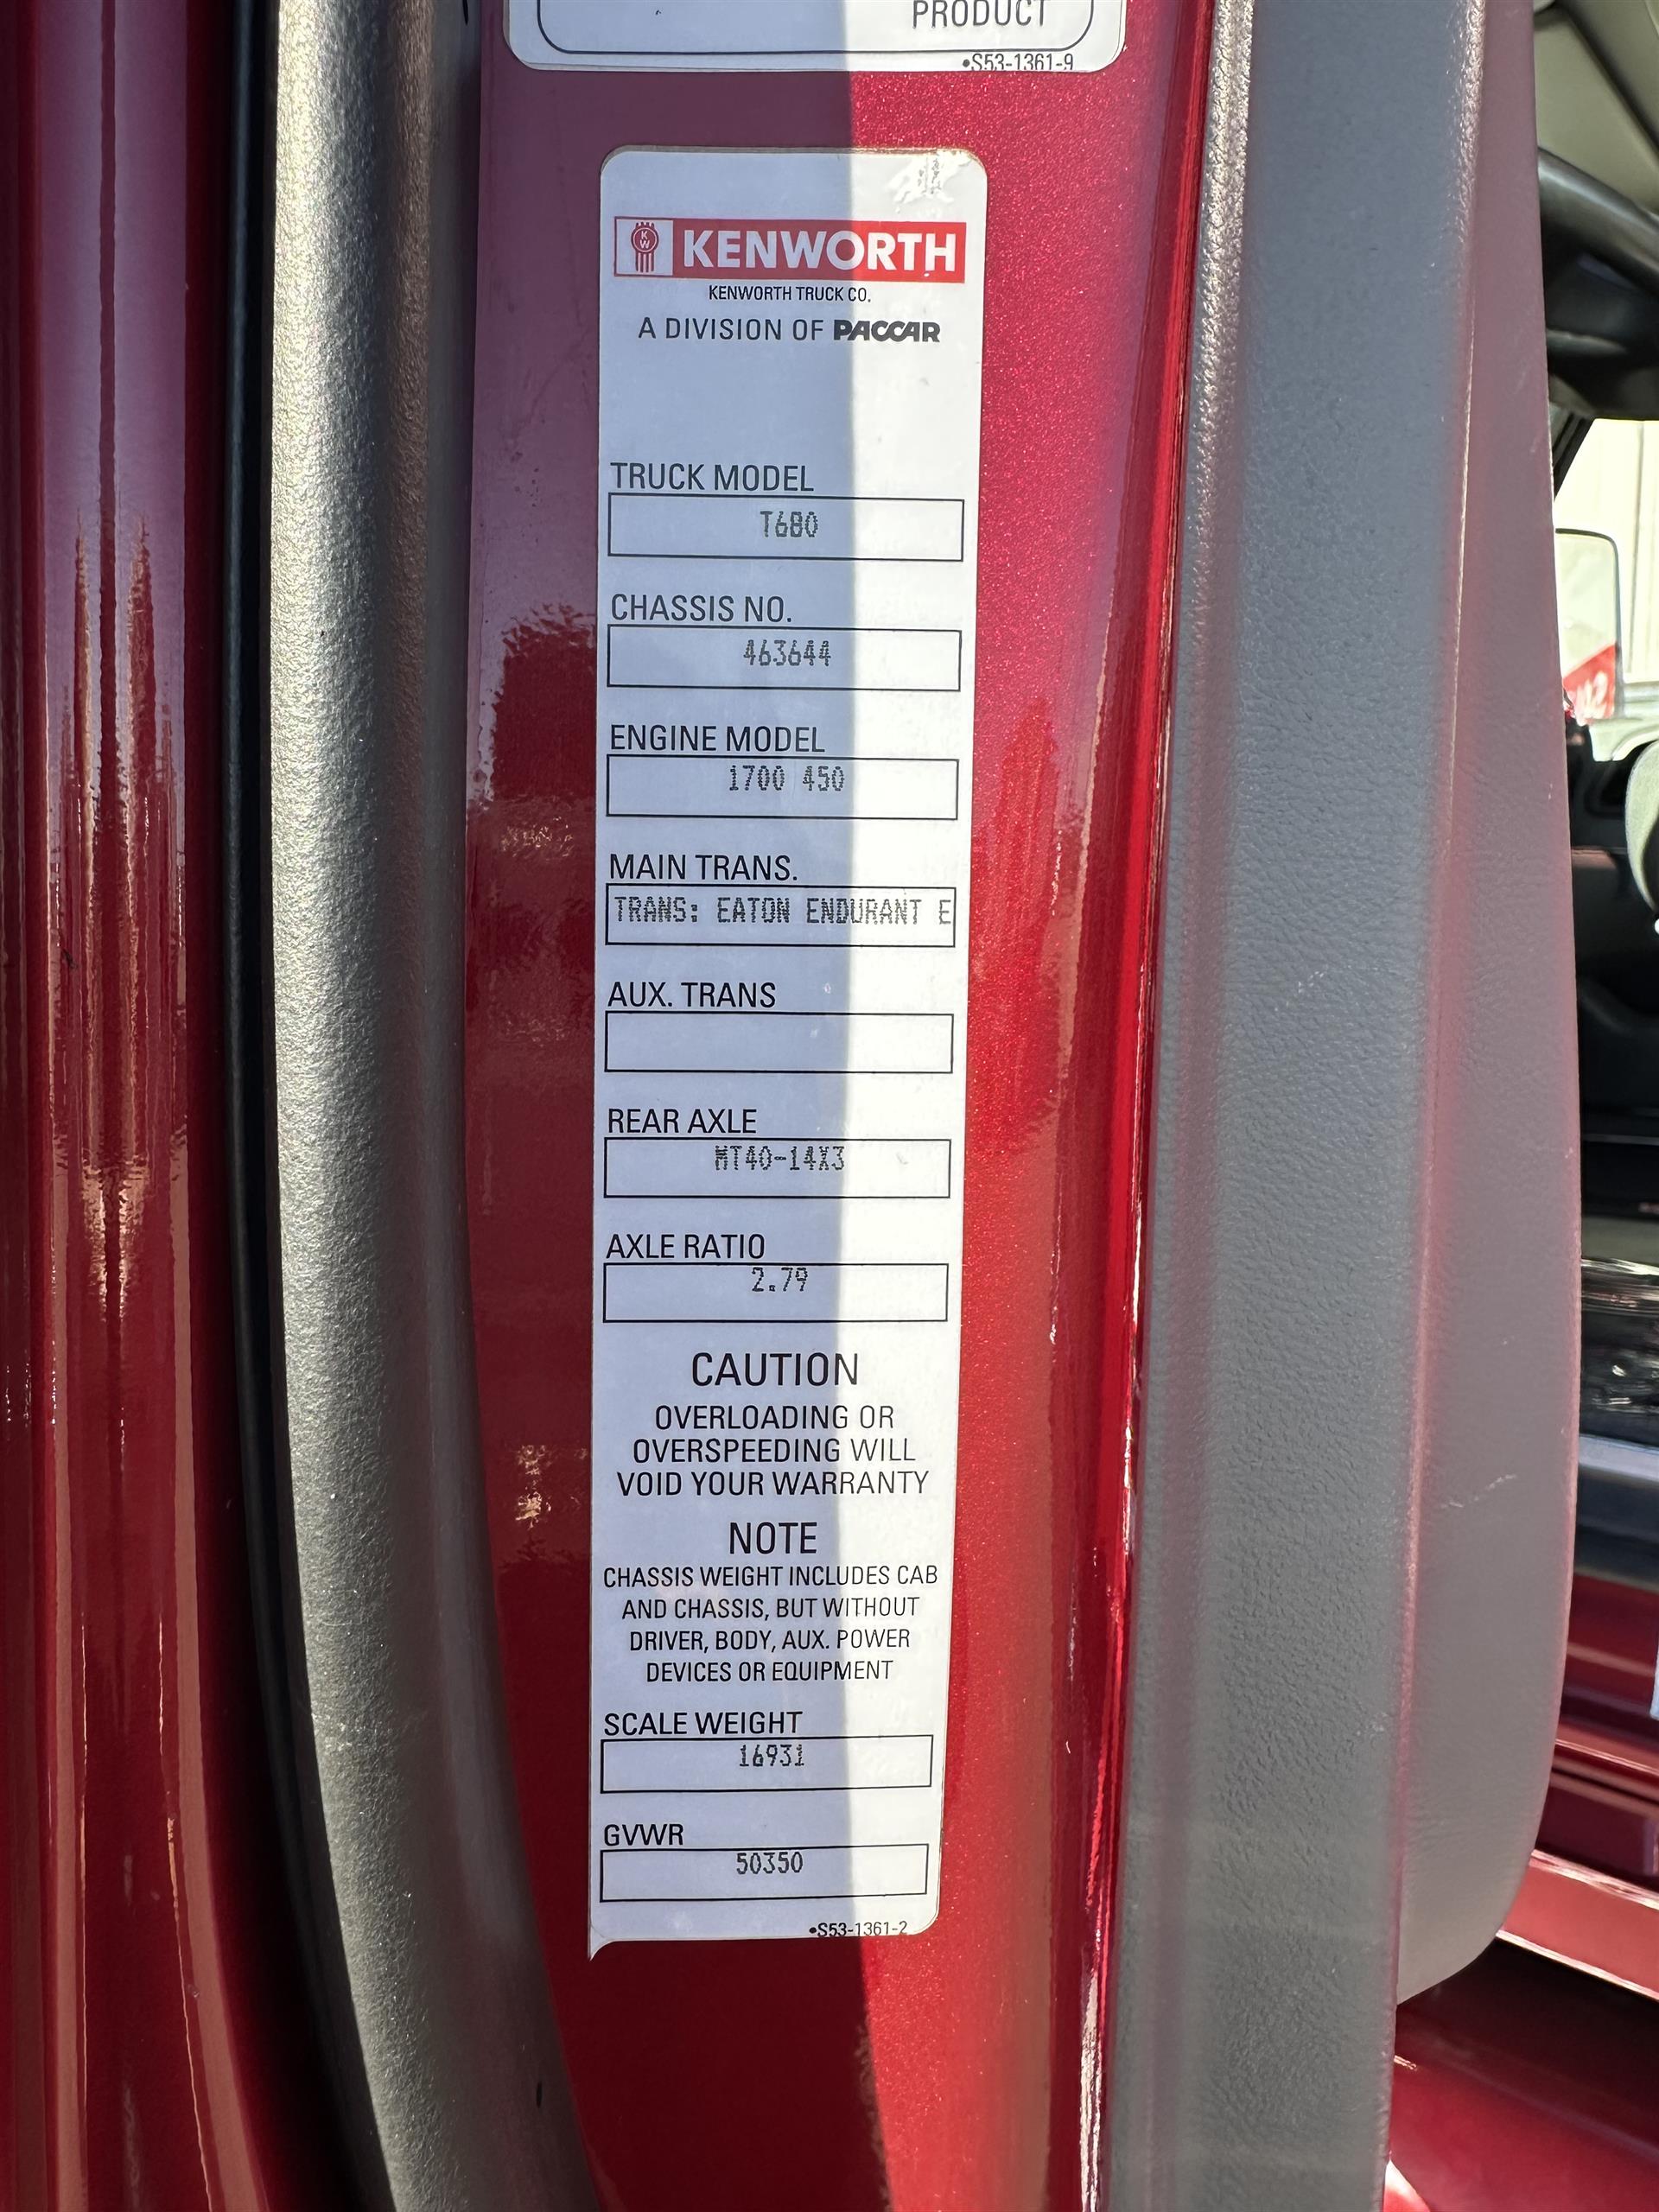 PRODUCT
•S53-1361-9
KW
KENWORTH
KENWORTH TRUCK CO.
A DIVISION OF PACCAR
TRUCK MODEL
T680
CHASSIS NO.
463644
ENGINE MODEL
1700 450
MAIN TRANS.
TRANS: EATON ENDURANT E
AUX. TRANS
REAR AXLE
MT40-14X3
AXLE RATIO
2.79
CAUTION
OVERLOADING OR
OVERSPEEDING WILL
VOID YOUR WARRANTY
NOTE
CHASSIS WEIGHT INCLUDES CAB
AND CHASSIS, BUT WITHOUT
DRIVER, BODY, AUX. POWER
DEVICES OR EQUIPMENT
SCALE WEIGHT
16931
GVWR
50350
•S53-1361-2